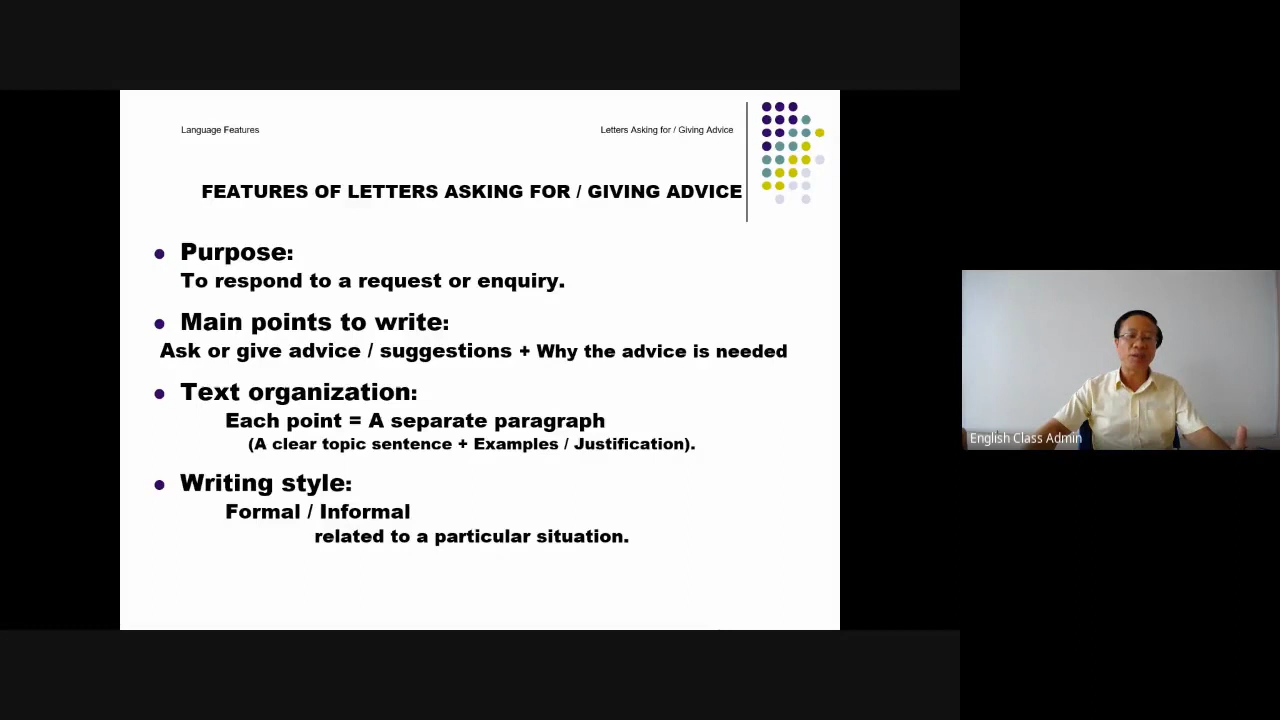 Language Features
Letters Asking for / Giving Advice
FEATURES OF LETTERS ASKING FOR / GIVING ADVICE
Purpose:
To respond to a request or enquiry.
Main points to write:
Ask or give advice / suggestions + Why the advice is needed
Text organization:
Each point = A separate paragraph
(A clear topic sentence + Examples / Justification).
Writing style:
Formal / Informal
related to a particular situation.
English Class Admin